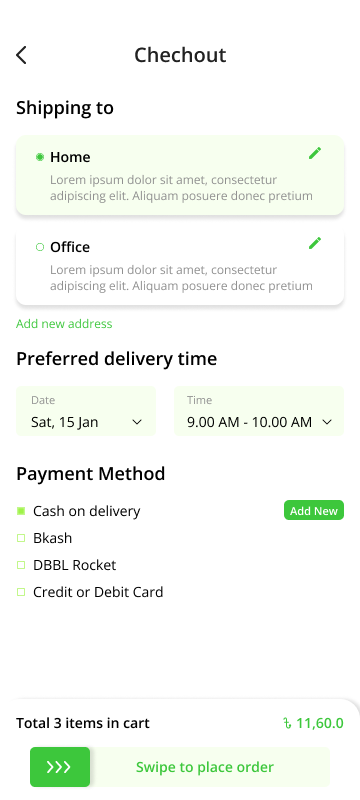 Chechout
Shipping to
Home
Lorem ipsum dolor sit amet, consectetur
adipiscing elit. Aliquam posuere donec pretium
Office
Lorem ipsum dolor sit amet, consectetur
adipiscing elit. Aliquam posuere donec pretium
Add new address
Preferred delivery time
Date
Sat, 15 Jan
Time
9.00 AM - 10.00 AM
Payment Method
Cash on delivery
Add New
Bkash
DBBL Rocket
Credit or Debit Card
Total 3 items in cart
৳ 11,60.0
Swipe to place order